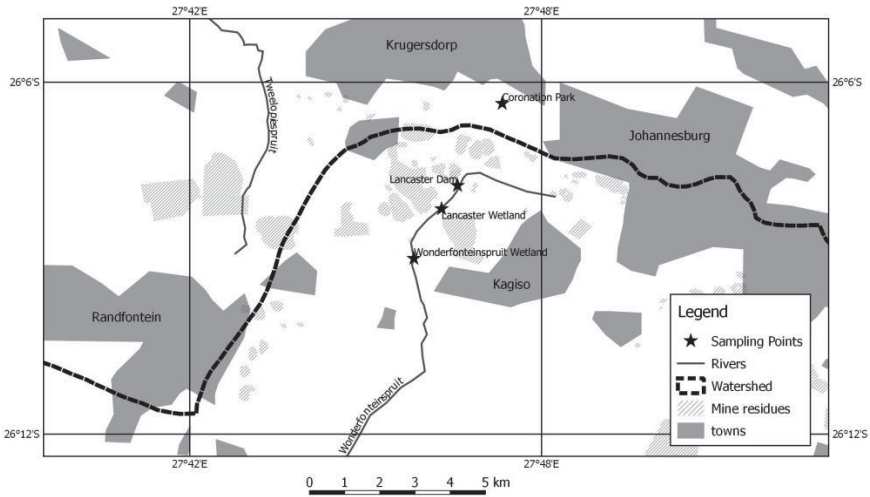 27°42'E 27°48'E
Krugersdorp
26°6'S 26°6'S
Tweelopespruit
Coronation Park
Johannesburg
Lancaster Dam
Lancaster Wetland
Wonderfonteinspruit Wetland
Kagiso
Randfontein
Wonderfonteinspruit
Legend
Sampling Points
Rivers
Watershed
Mine residues
towns
26°12'S 26°12'S
27°42'E 27°48'E
0 1 2 3 4 5 km